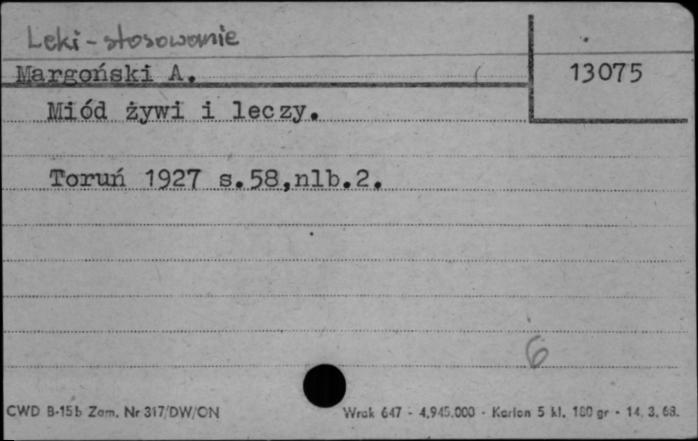 Leki - stosowanie
Margoński A.
13075
Miód żywi i leczy.
Toruń 1927 s.58,nlb.2.
6
CWD B-15b Zam. Nr 317/DW/ON
Wrak 647 - 4,945.000 - Karton 5 kl. 180 gr - 14. 3. 68.